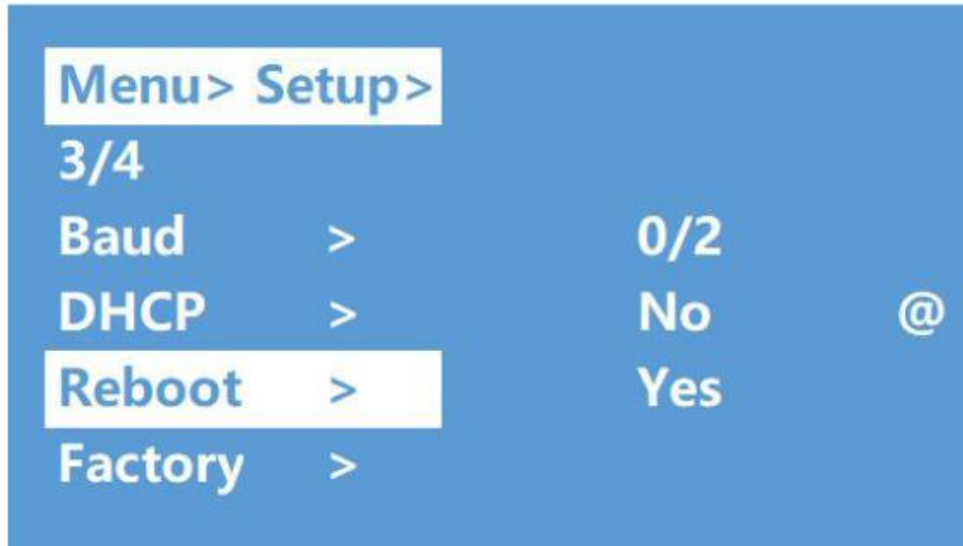 Menu> Setup>
3/4
Baud > 0/2
DHCP > No @
Reboot > Yes
Factory >